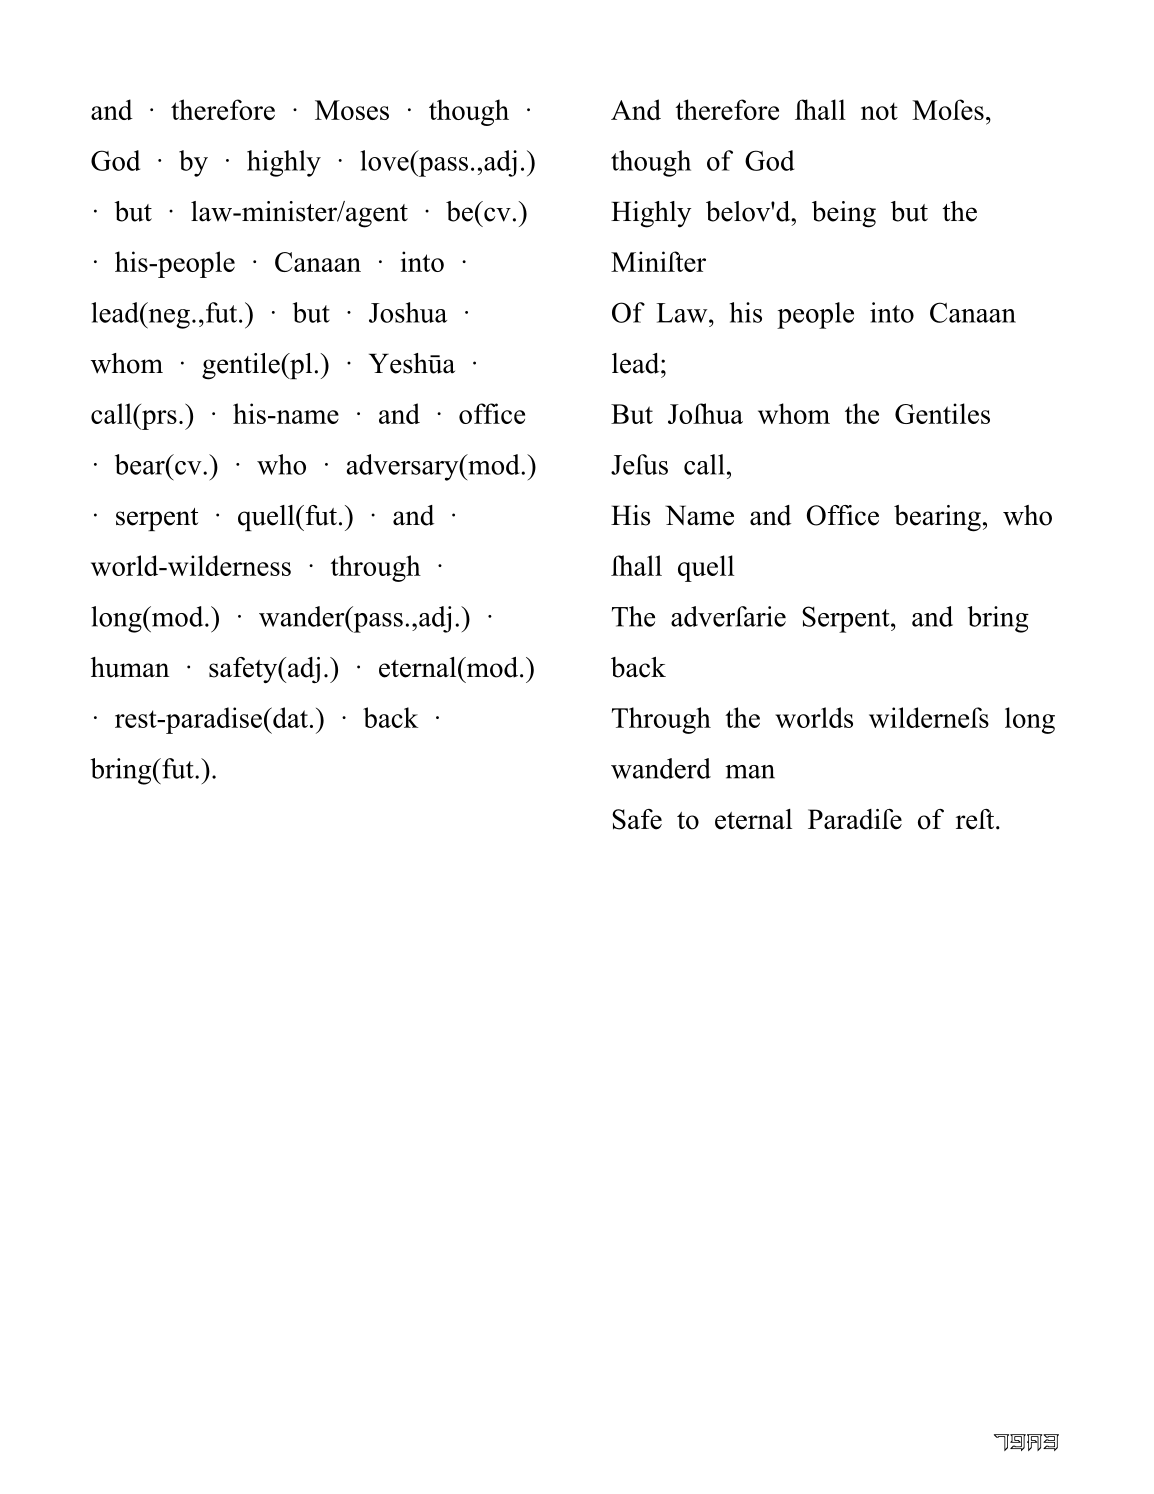 and · therefore · Moses · though ·
God · by · highly · love(pass.,adj.)
· but · law-minister/agent · be(cv.)
· his-people · Canaan · into ·
lead(neg.,fut.) · but · Joshua ·
whom · gentile(pl.) · Yeshūa ·
call(prs.) · his-name · and · office
· bear(cv.) · who · adversary(mod.)
· serpent · quell(fut.) · and ·
world-wilderness · through ·
long(mod.) · wander(pass.,adj.) ·
human · safety(adj.) · eternal(mod.)
· rest-paradise(dat.) · back ·
bring(fut.).
And therefore ſhall not Moſes,
though of God
Highly belov'd, being but the
Miniſter
Of Law, his people into Canaan
lead;
But Joſhua whom the Gentiles
Jeſus call,
His Name and Office bearing, who
ſhall quell
The adverſarie Serpent, and bring
back
Through the worlds wilderneſs long
wanderd man
Safe to eternal Paradiſe of reſt.